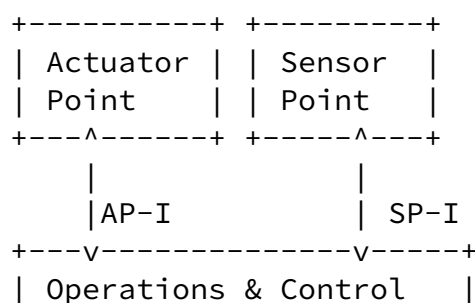 +----------+ +---------+
| Actuator | | Sensor  |
| Point    | | Point   |
+---^------+ +-----^---+
    |              |
    |AP-I          | SP-I
+---v--------------v-----+
| Operations & Control   |